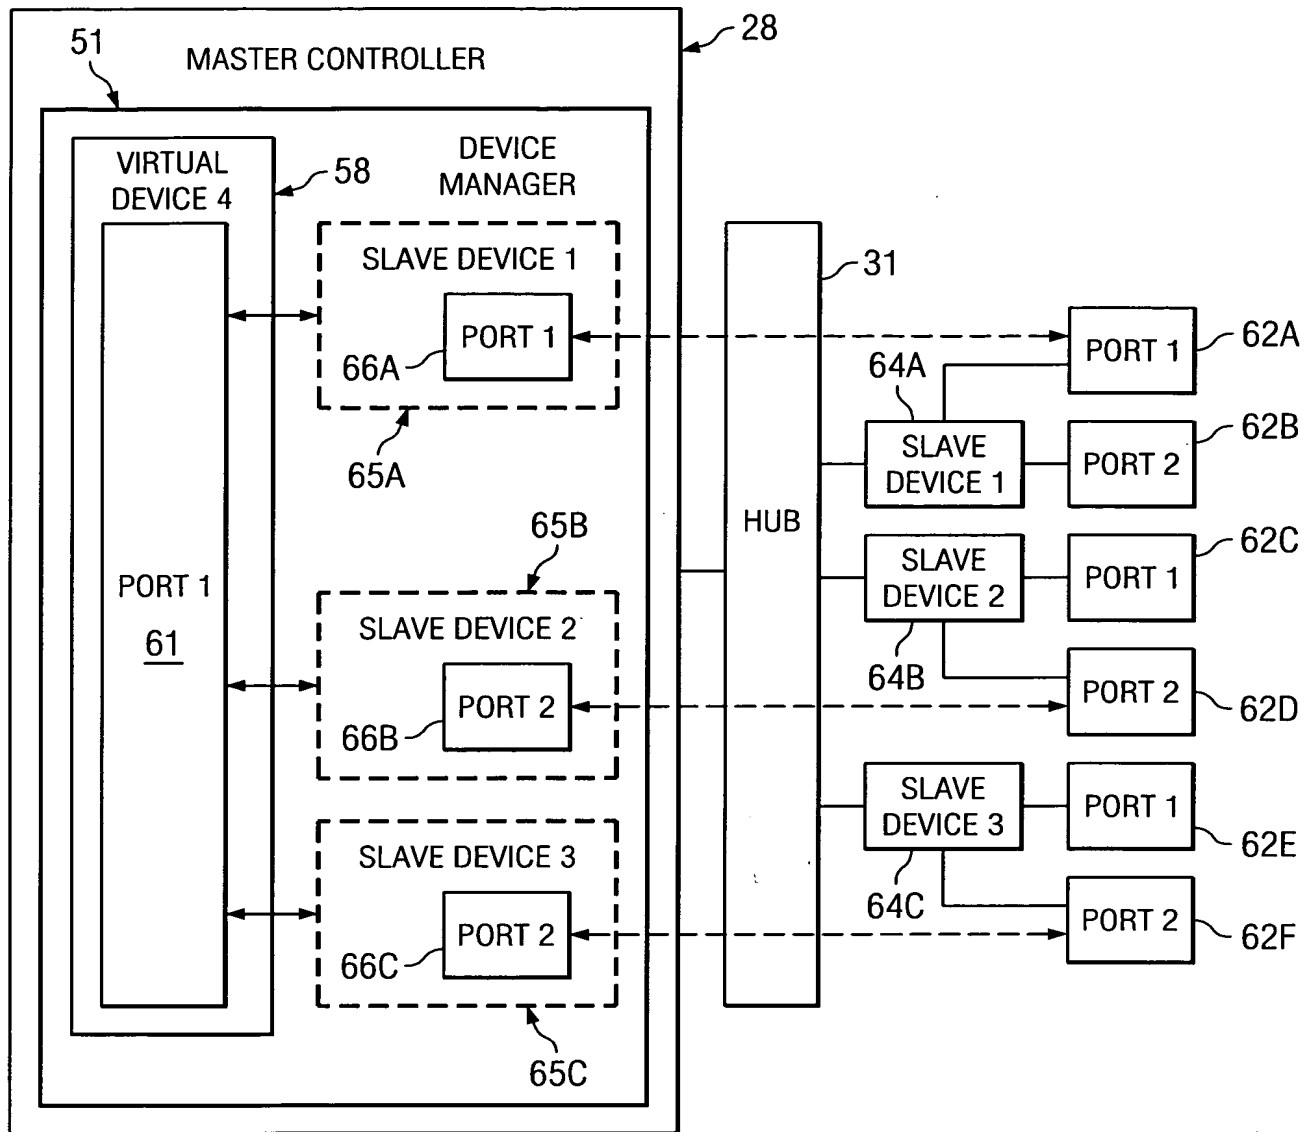 MASTER CONTROLLER
28
51
VIRTUAL
DEVICE 4
58
DEVICE
MANAGER
PORT 1
61
SLAVE DEVICE 1
PORT 1
66A
65A
65B
SLAVE DEVICE 2
PORT 2
66B
SLAVE DEVICE 3
PORT 2
66C
65C
HUB
31
64A
SLAVE
DEVICE 1
PORT 1
62A
PORT 2
62B
SLAVE
DEVICE 2
64B
PORT 1
62C
PORT 2
62D
SLAVE
DEVICE 3
64C
PORT 1
62E
PORT 2
62F